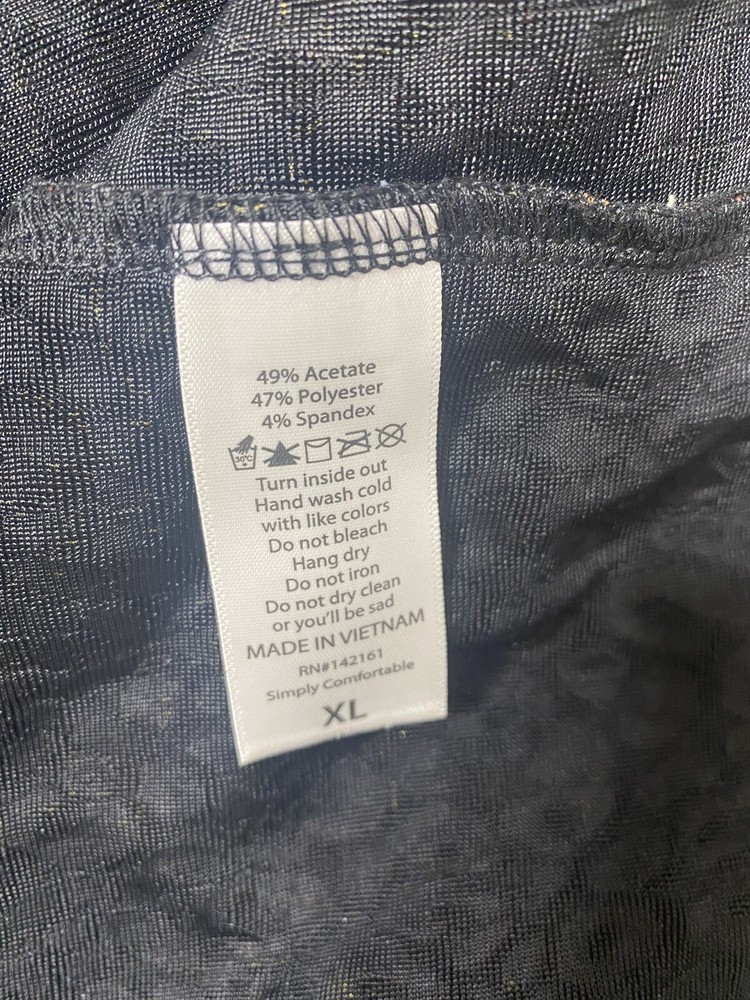 49% Acetate
47% Polyester
4% Spandex
30°C
Turn inside out
Hand wash cold
with like colors
Do not bleach
Hang dry
Do not iron
Do not dry clean
or you'll be sad
MADE IN VIETNAM
RN#142161
Simply Comfortable
XL